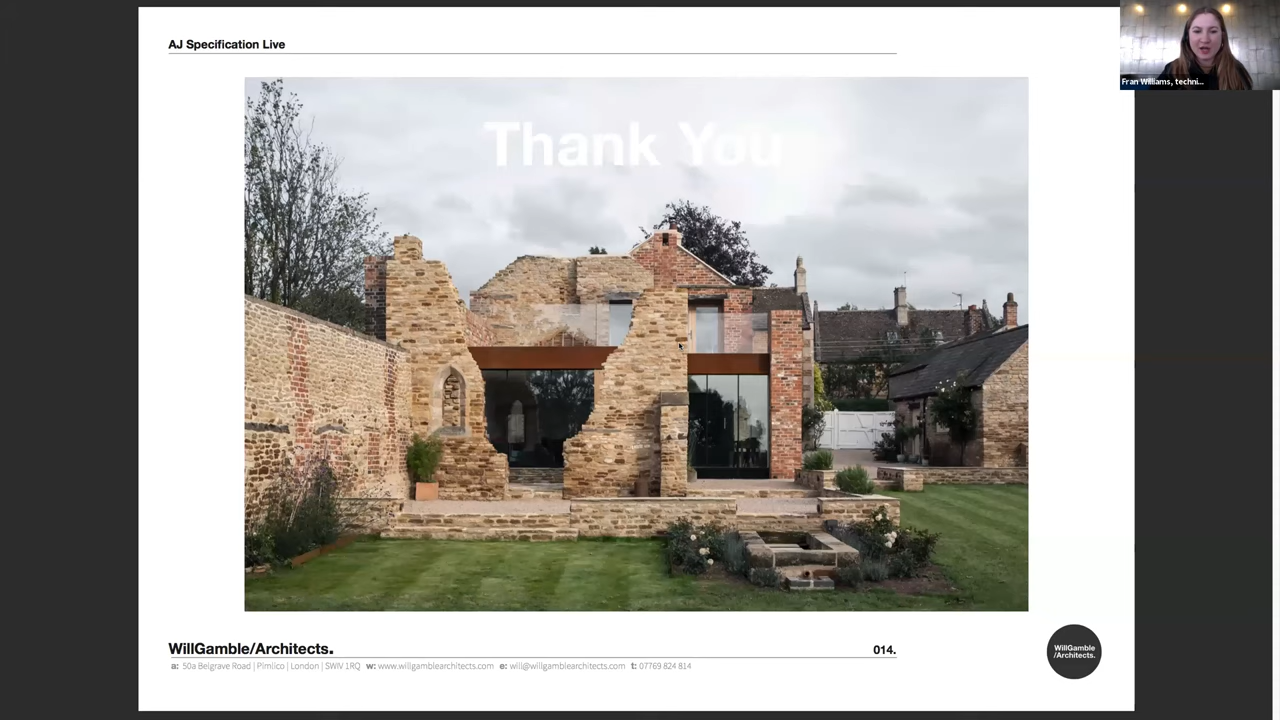 AJ Specification Live
Fran Williams, techni...
Thank You
WillGamble/Architects.
014.
a: 50a Belgrave Road | Pimlico | London | SW1V 1RQ w: www.willgamblearchitects.com e: will@willgamblearchitects.com t: 07769 824 814
WillGamble
/Architects.